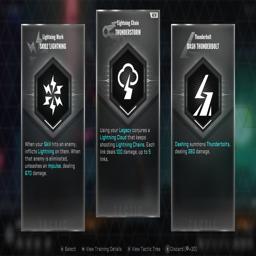 Lightning Mark
SKILL: LIGHTNING
When your Skill hits an enemy,
inflicts Lightning on them. When
that enemy is eliminated,
unleashes an impulse, dealing
670 damage.
Lightning Chain
THUNDERSTORM
Using your Legacy conjures a
Lightning Cloud that keeps
shooting Lightning Chains. Each
link deals 100 damage, up to 5
links.
Thunderbolt
DASH: THUNDERBOLT
Dashing summons Thunderbolts,
dealing 380 damage.
Select
View Training Details
View Tactic Tree
Discard